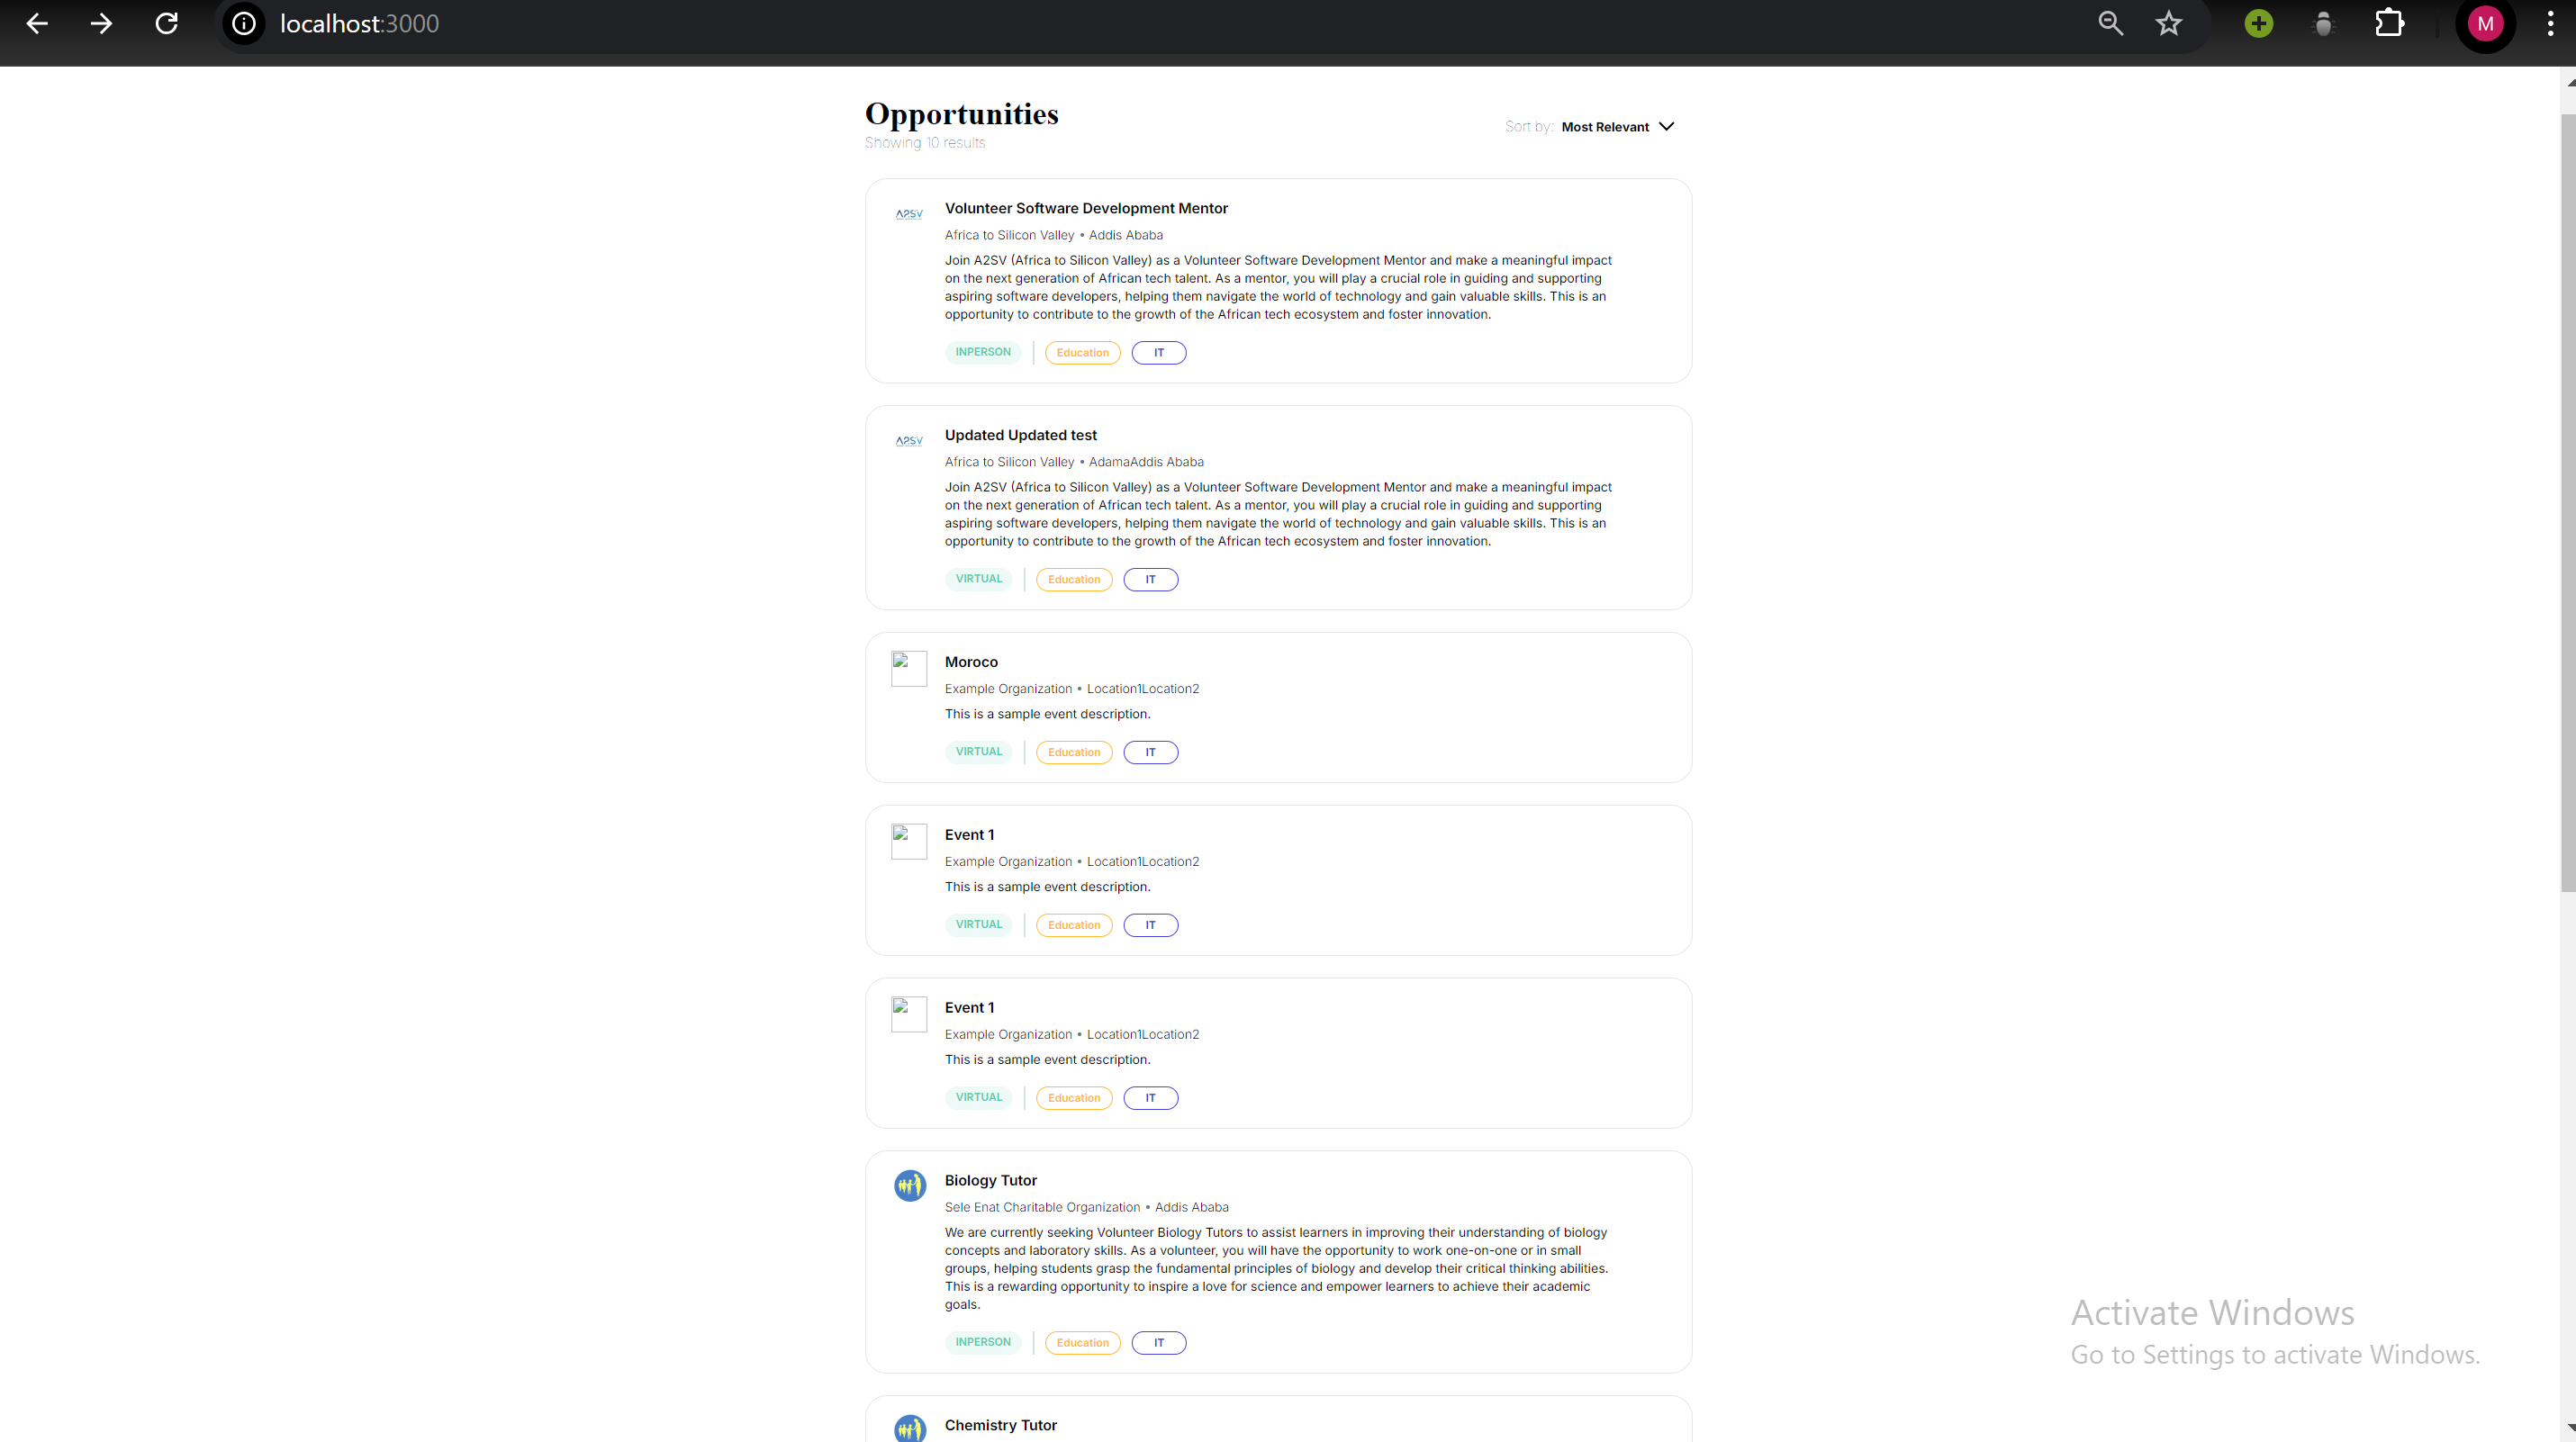 localhost:3000
M
Opportunities
Showing 10 results
Sort by: Most Relevant
A2SV
Volunteer Software Development Mentor
Africa to Silicon Valley • Addis Ababa
Join A2SV (Africa to Silicon Valley) as a Volunteer Software Development Mentor and make a meaningful impact
on the next generation of African tech talent. As a mentor, you will play a crucial role in guiding and supporting
aspiring software developers, helping them navigate the world of technology and gain valuable skills. This is an
opportunity to contribute to the growth of the African tech ecosystem and foster innovation.
INPERSON Education IT
A2SV
Updated Updated test
Africa to Silicon Valley • AdamaAddis Ababa
Join A2SV (Africa to Silicon Valley) as a Volunteer Software Development Mentor and make a meaningful impact
on the next generation of African tech talent. As a mentor, you will play a crucial role in guiding and supporting
aspiring software developers, helping them navigate the world of technology and gain valuable skills. This is an
opportunity to contribute to the growth of the African tech ecosystem and foster innovation.
VIRTUAL Education IT
Moroco
Example Organization • Location1Location2
This is a sample event description.
VIRTUAL Education IT
Event 1
Example Organization • Location1Location2
This is a sample event description.
VIRTUAL Education IT
Event 1
Example Organization • Location1Location2
This is a sample event description.
VIRTUAL Education IT
Biology Tutor
Sele Enat Charitable Organization • Addis Ababa
We are currently seeking Volunteer Biology Tutors to assist learners in improving their understanding of biology
concepts and laboratory skills. As a volunteer, you will have the opportunity to work one-on-one or in small
groups, helping students grasp the fundamental principles of biology and develop their critical thinking abilities.
This is a rewarding opportunity to inspire a love for science and empower learners to achieve their academic
goals.
INPERSON Education IT
Chemistry Tutor
Activate Windows
Go to Settings to activate Windows.